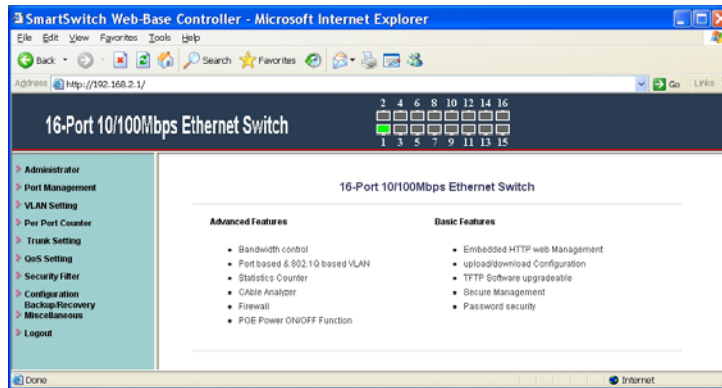 SmartSwitch Web-Base Controller - Microsoft Internet Explorer
File Edit View Favorites Tools Help
Back Search Favorites
Address http://192.168.2.1/ Go Links
2 4 6 8 10 12 14 16
16-Port 10/100Mbps Ethernet Switch
1 3 5 7 9 11 13 15
Administrator
Port Management
VLAN Setting
Per Port Counter
Trunk Setting
QoS Setting
Security Filter
Configuration
Backup/Recovery
Miscellaneous
Logout
16-Port 10/100Mbps Ethernet Switch
Advanced Features
Bandwidth control
Port based & 802.1Q based VLAN
Statistics Counter
CAble Analyzer
Firewall
POE Power ON/OFF Function
Basic Features
Embedded HTTP web Management
upload/download Configuration
TFTP Software upgradeable
Secure Management
Password security
Done Internet